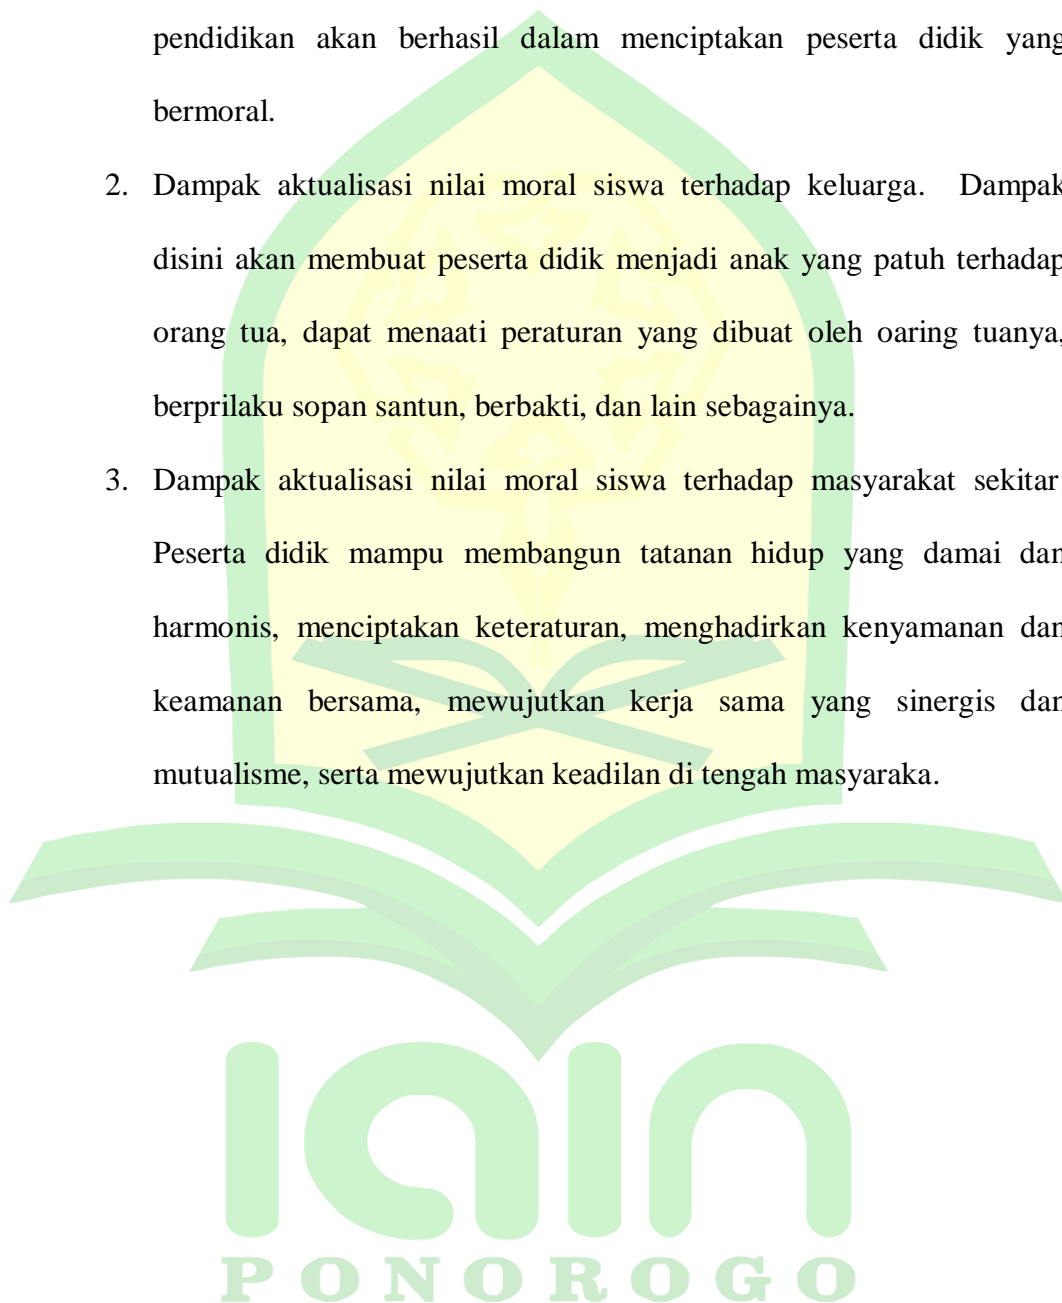 pendidikan akan berhasil dalam menciptakan peserta didik yang
bermoral.
2. Dampak aktualisasi nilai moral siswa terhadap keluarga. Dampak
disini akan membuat peserta didik menjadi anak yang patuh terhadap
orang tua, dapat menaati peraturan yang dibuat oleh oaring tuanya,
berprilaku sopan santun, berbakti, dan lain sebagainya.
3. Dampak aktualisasi nilai moral siswa terhadap masyarakat sekitar
Peserta didik mampu membangun tatanan hidup yang damai dan
harmonis, menciptakan keteraturan, menghadirkan kenyamanan dan
keamanan bersama, mewujutkan kerja sama yang sinergis dan
mutualisme, serta mewujutkan keadilan di tengah masyaraka.
iain
PONOROGO